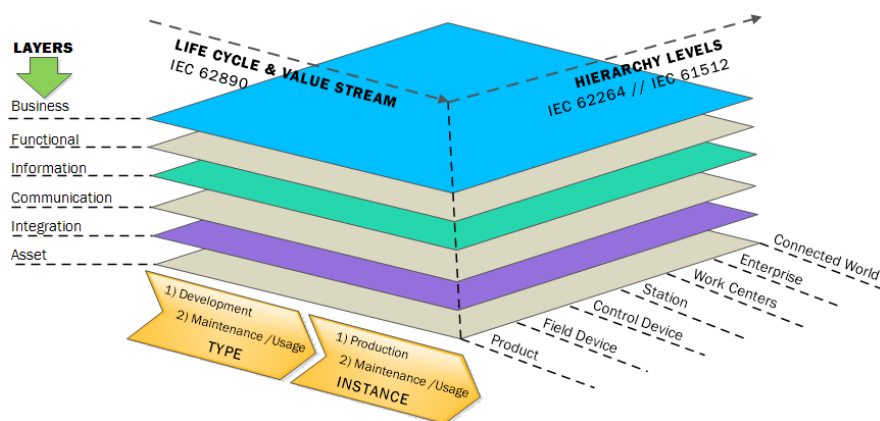 LAYERS
LIFE CYCLE & VALUE STREAM
IEC 62890
HIERARCHY LEVELS
IEC 62264 // IEC 61512
Business
Functional
Information
Communication
Integration
Asset
1) Development
2) Maintenance /Usage
TYPE
1) Production
2) Maintenance /Usage
INSTANCE
Product
Field Device
Control Device
Station
Work Centers
Enterprise
Connected World